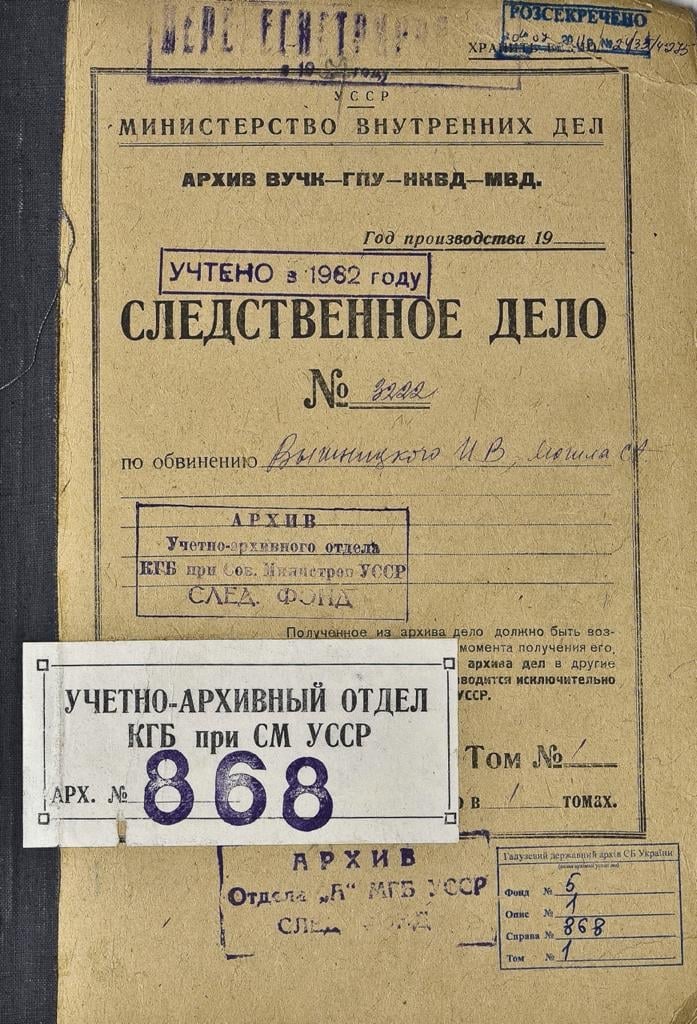 ПЕРЕРЕГИСТРИРОВАНО
в 19 году
РОЗСЕКРЕЧЕНО
ХРАНИТЬ ВЕЧНО
УССР
МИНИСТЕРСТВО ВНУТРЕННИХ ДЕЛ
АРХИВ ВУЧК—ГПУ—НКВД—МВД.
Год производства 19
УЧТЕНО в 1962 году
СЛЕДСТВЕННОЕ ДЕЛО
№ 3222
по обвинению И В,
АРХИВ
Учетно-архивного отдела
КГБ при Сов. Министров УССР
СЛЕД. ФОНД
Полученное из архива дело должно быть воз-
момента получения его,
архива дел в другие
водится исключительно
УССР.
УЧЕТНО-АРХИВНЫЙ ОТДЕЛ
КГБ при СМ УССР
АРХ. № 868
Том № 1
в 1 томах.
АРХИВ
Отдела „А" МГБ УССР
СЛЕД. ФОНД
Галузевий державний архів СБ України
Фонд № 5
Опис № 1
Справа № 868
Том № 1